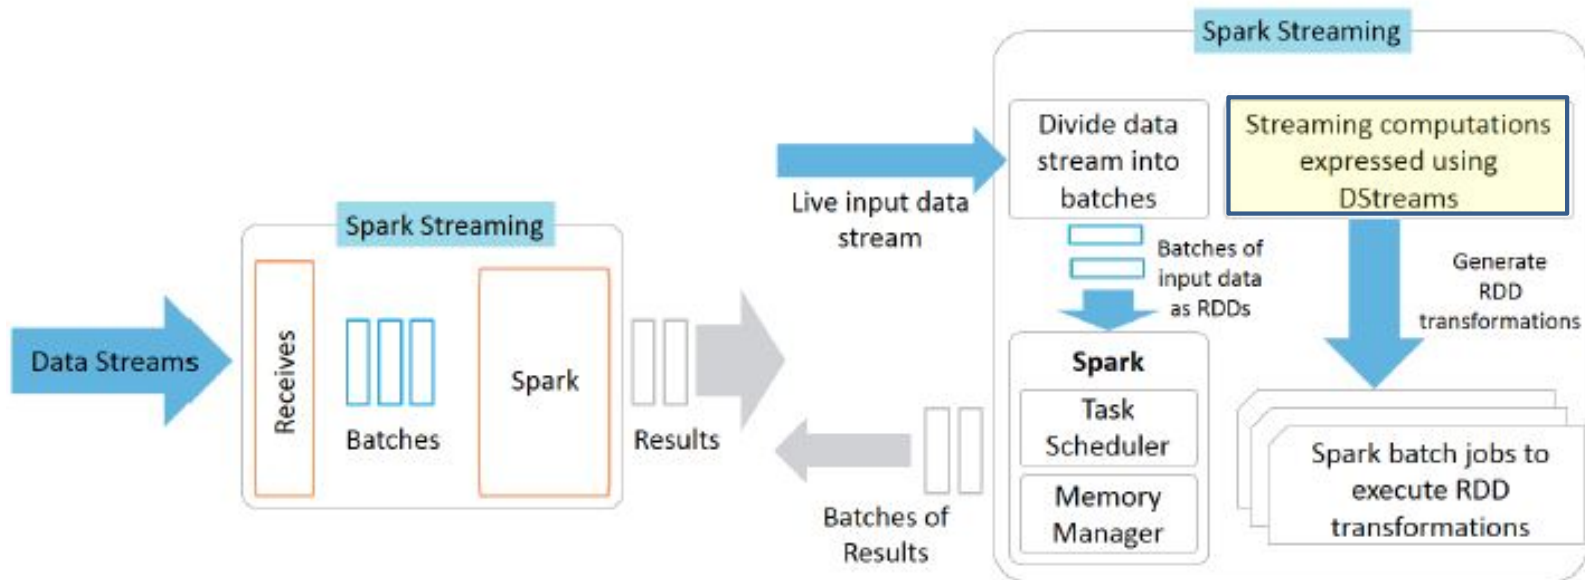 Spark Streaming
Data Streams
Receives
Batches
Spark
Results
Spark Streaming
Live input data
stream
Divide data
stream into
batches
Streaming computations
expressed using
DStreams
Batches of
input data
as RDDs
Generate
RDD
transformations
Spark
Task
Scheduler
Memory
Manager
Batches of
Results
Spark batch jobs to
execute RDD
transformations